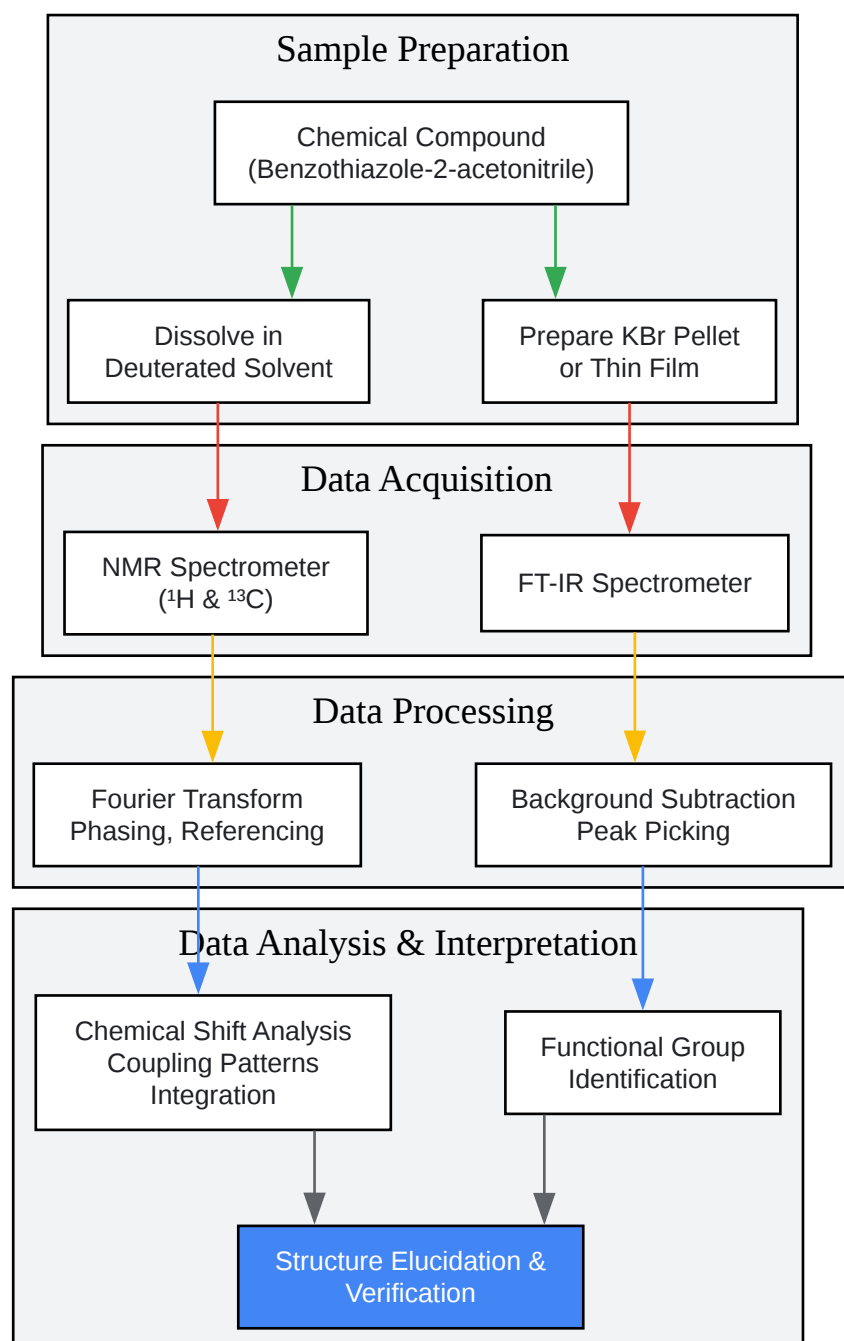 Sample Preparation
Chemical Compound
(Benzothiazole-2-acetonitrile)
Dissolve in
Deuterated Solvent
Prepare KBr Pellet
or Thin Film
Data Acquisition
NMR Spectrometer
(¹H & ¹³C)
FT-IR Spectrometer
Data Processing
Fourier Transform
Phasing, Referencing
Background Subtraction
Peak Picking
Data Analysis & Interpretation
Chemical Shift Analysis
Coupling Patterns
Integration
Functional Group
Identification
Structure Elucidation &
Verification